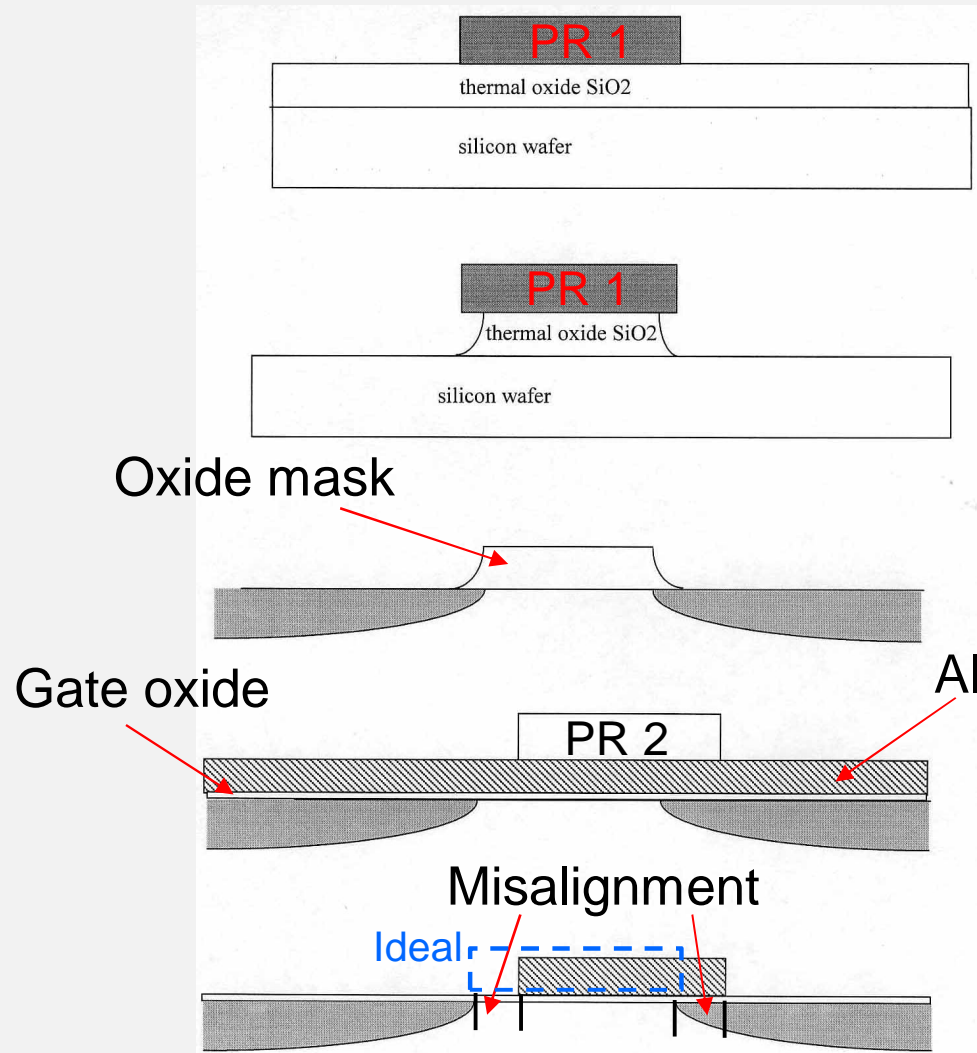 PR 1
thermal oxide SiO2
silicon wafer
PR 1
thermal oxide SiO2
silicon wafer
Oxide mask
Gate oxide
Al
PR 2
Misalignment
Ideal